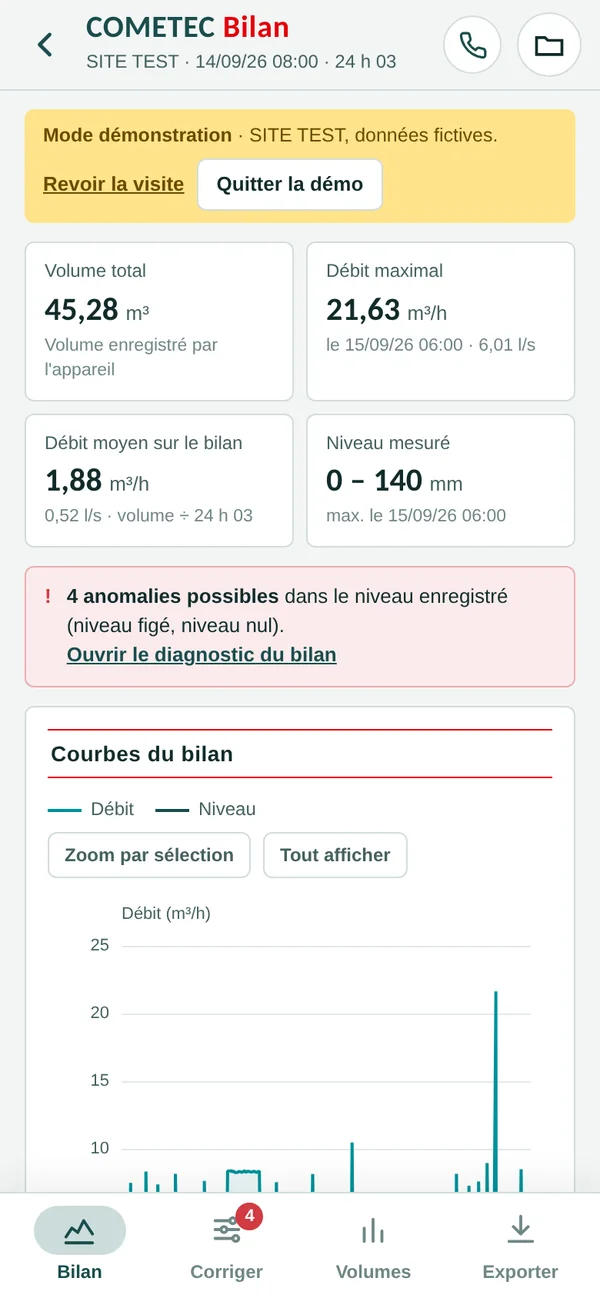 COMETEC Bilan
SITE TEST · 14/09/26 08:00 · 24 h 03
Mode démonstration · SITE TEST, données fictives.
Revoir la visite
Quitter la démo
Volume total
45,28 m³
Volume enregistré par
l'appareil
Débit maximal
21,63 m³/h
le 15/09/26 06:00 · 6,01 l/s
Débit moyen sur le bilan
1,88 m³/h
0,52 l/s · volume ÷ 24 h 03
Niveau mesuré
0 – 140 mm
max. le 15/09/26 06:00
! 4 anomalies possibles dans le niveau enregistré
(niveau figé, niveau nul).
Ouvrir le diagnostic du bilan
Courbes du bilan
Débit
Niveau
Zoom par sélection
Tout afficher
Débit (m³/h)
25
20
15
10
4
Bilan
Corriger
Volumes
Exporter